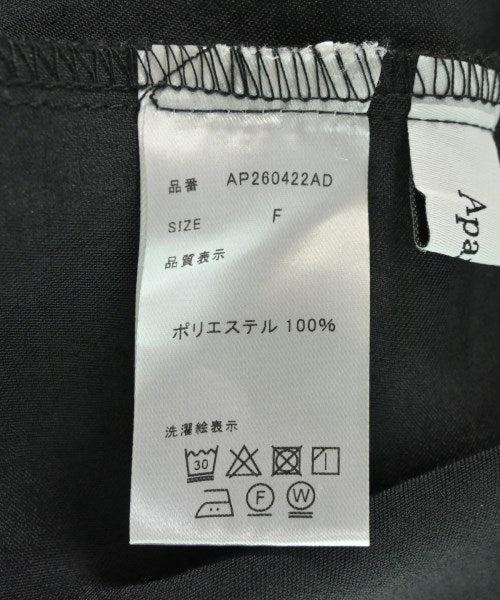 品番 AP260422AD
SIZE F
品質表示
ポリエステル 100%
洗濯絵表示
30
F W
Apa